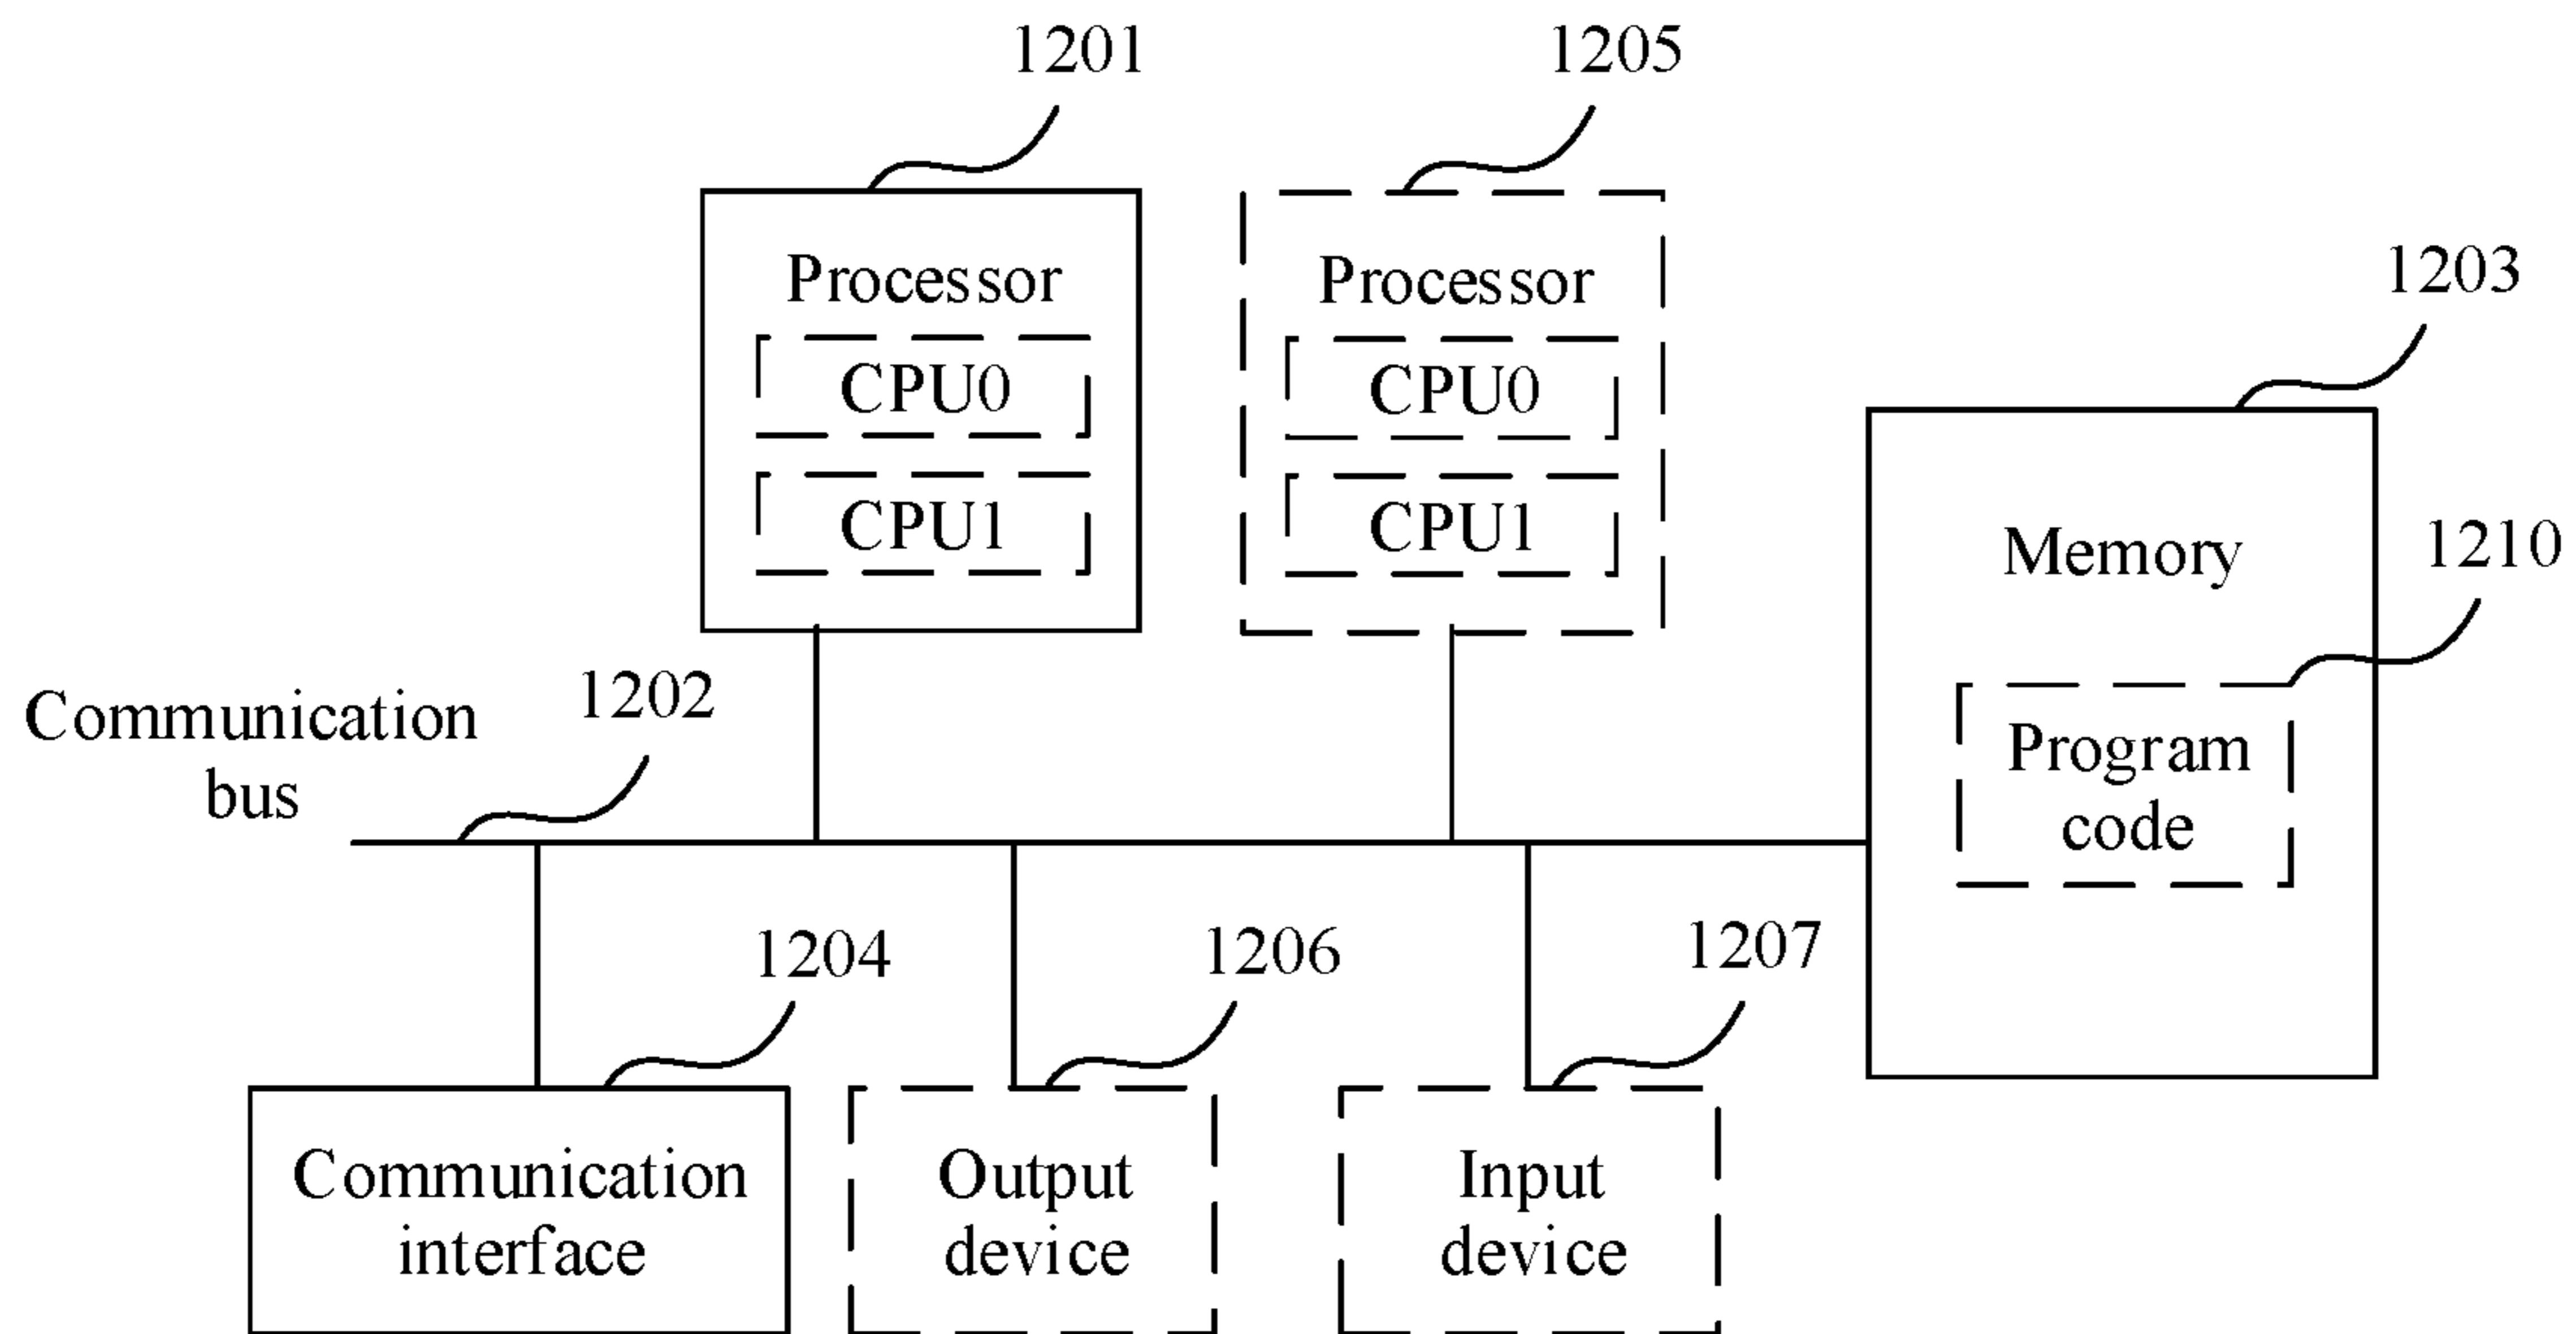 1201
1205
Processor
CPU0
CPU1
Processor
CPU0
CPU1
1203
Memory
1210
Program
code
Communication
bus
1202
1204
1206
1207
Communication
interface
Output
device
Input
device